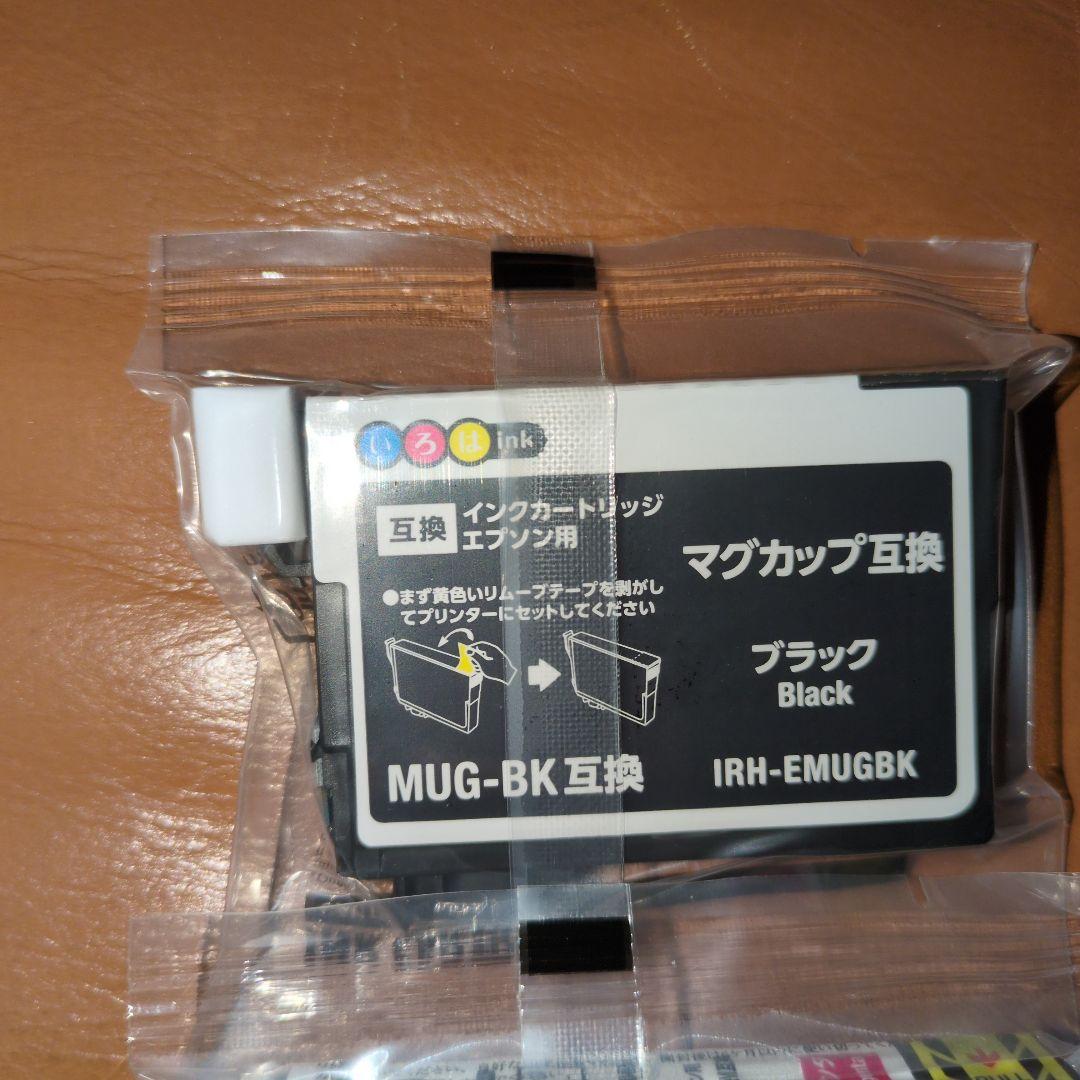 いろは ink
互換 インクカートリッジ
エプソン用
マグカップ互換
●まず黄色いリムーブテープを剥がし
てプリンターにセットしてください
ブラック
Black
MUG-BK互換
IRH-EMUGBK